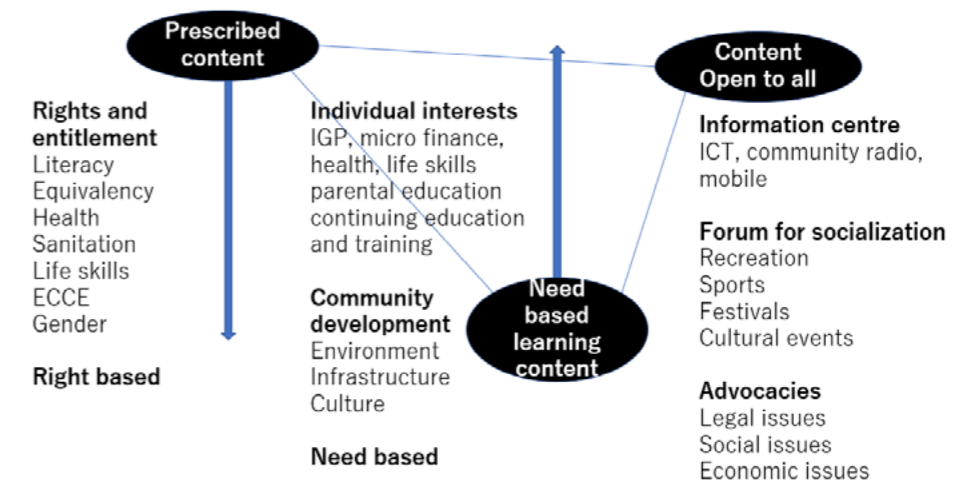 Prescribed
content
Rights and
entitlement
Literacy
Equivalency
Health
Sanitation
Life skills
ECCE
Gender
Right based
Individual interests
IGP, micro finance,
health, life skills
parental education
continuing education
and training
Community
development
Environment
Infrastructure
Culture
Need based
Need
based
learning
content
Content
Open to all
Information centre
ICT, community radio,
mobile
Forum for socialization
Recreation
Sports
Festivals
Cultural events
Advocacies
Legal issues
Social issues
Economic issues